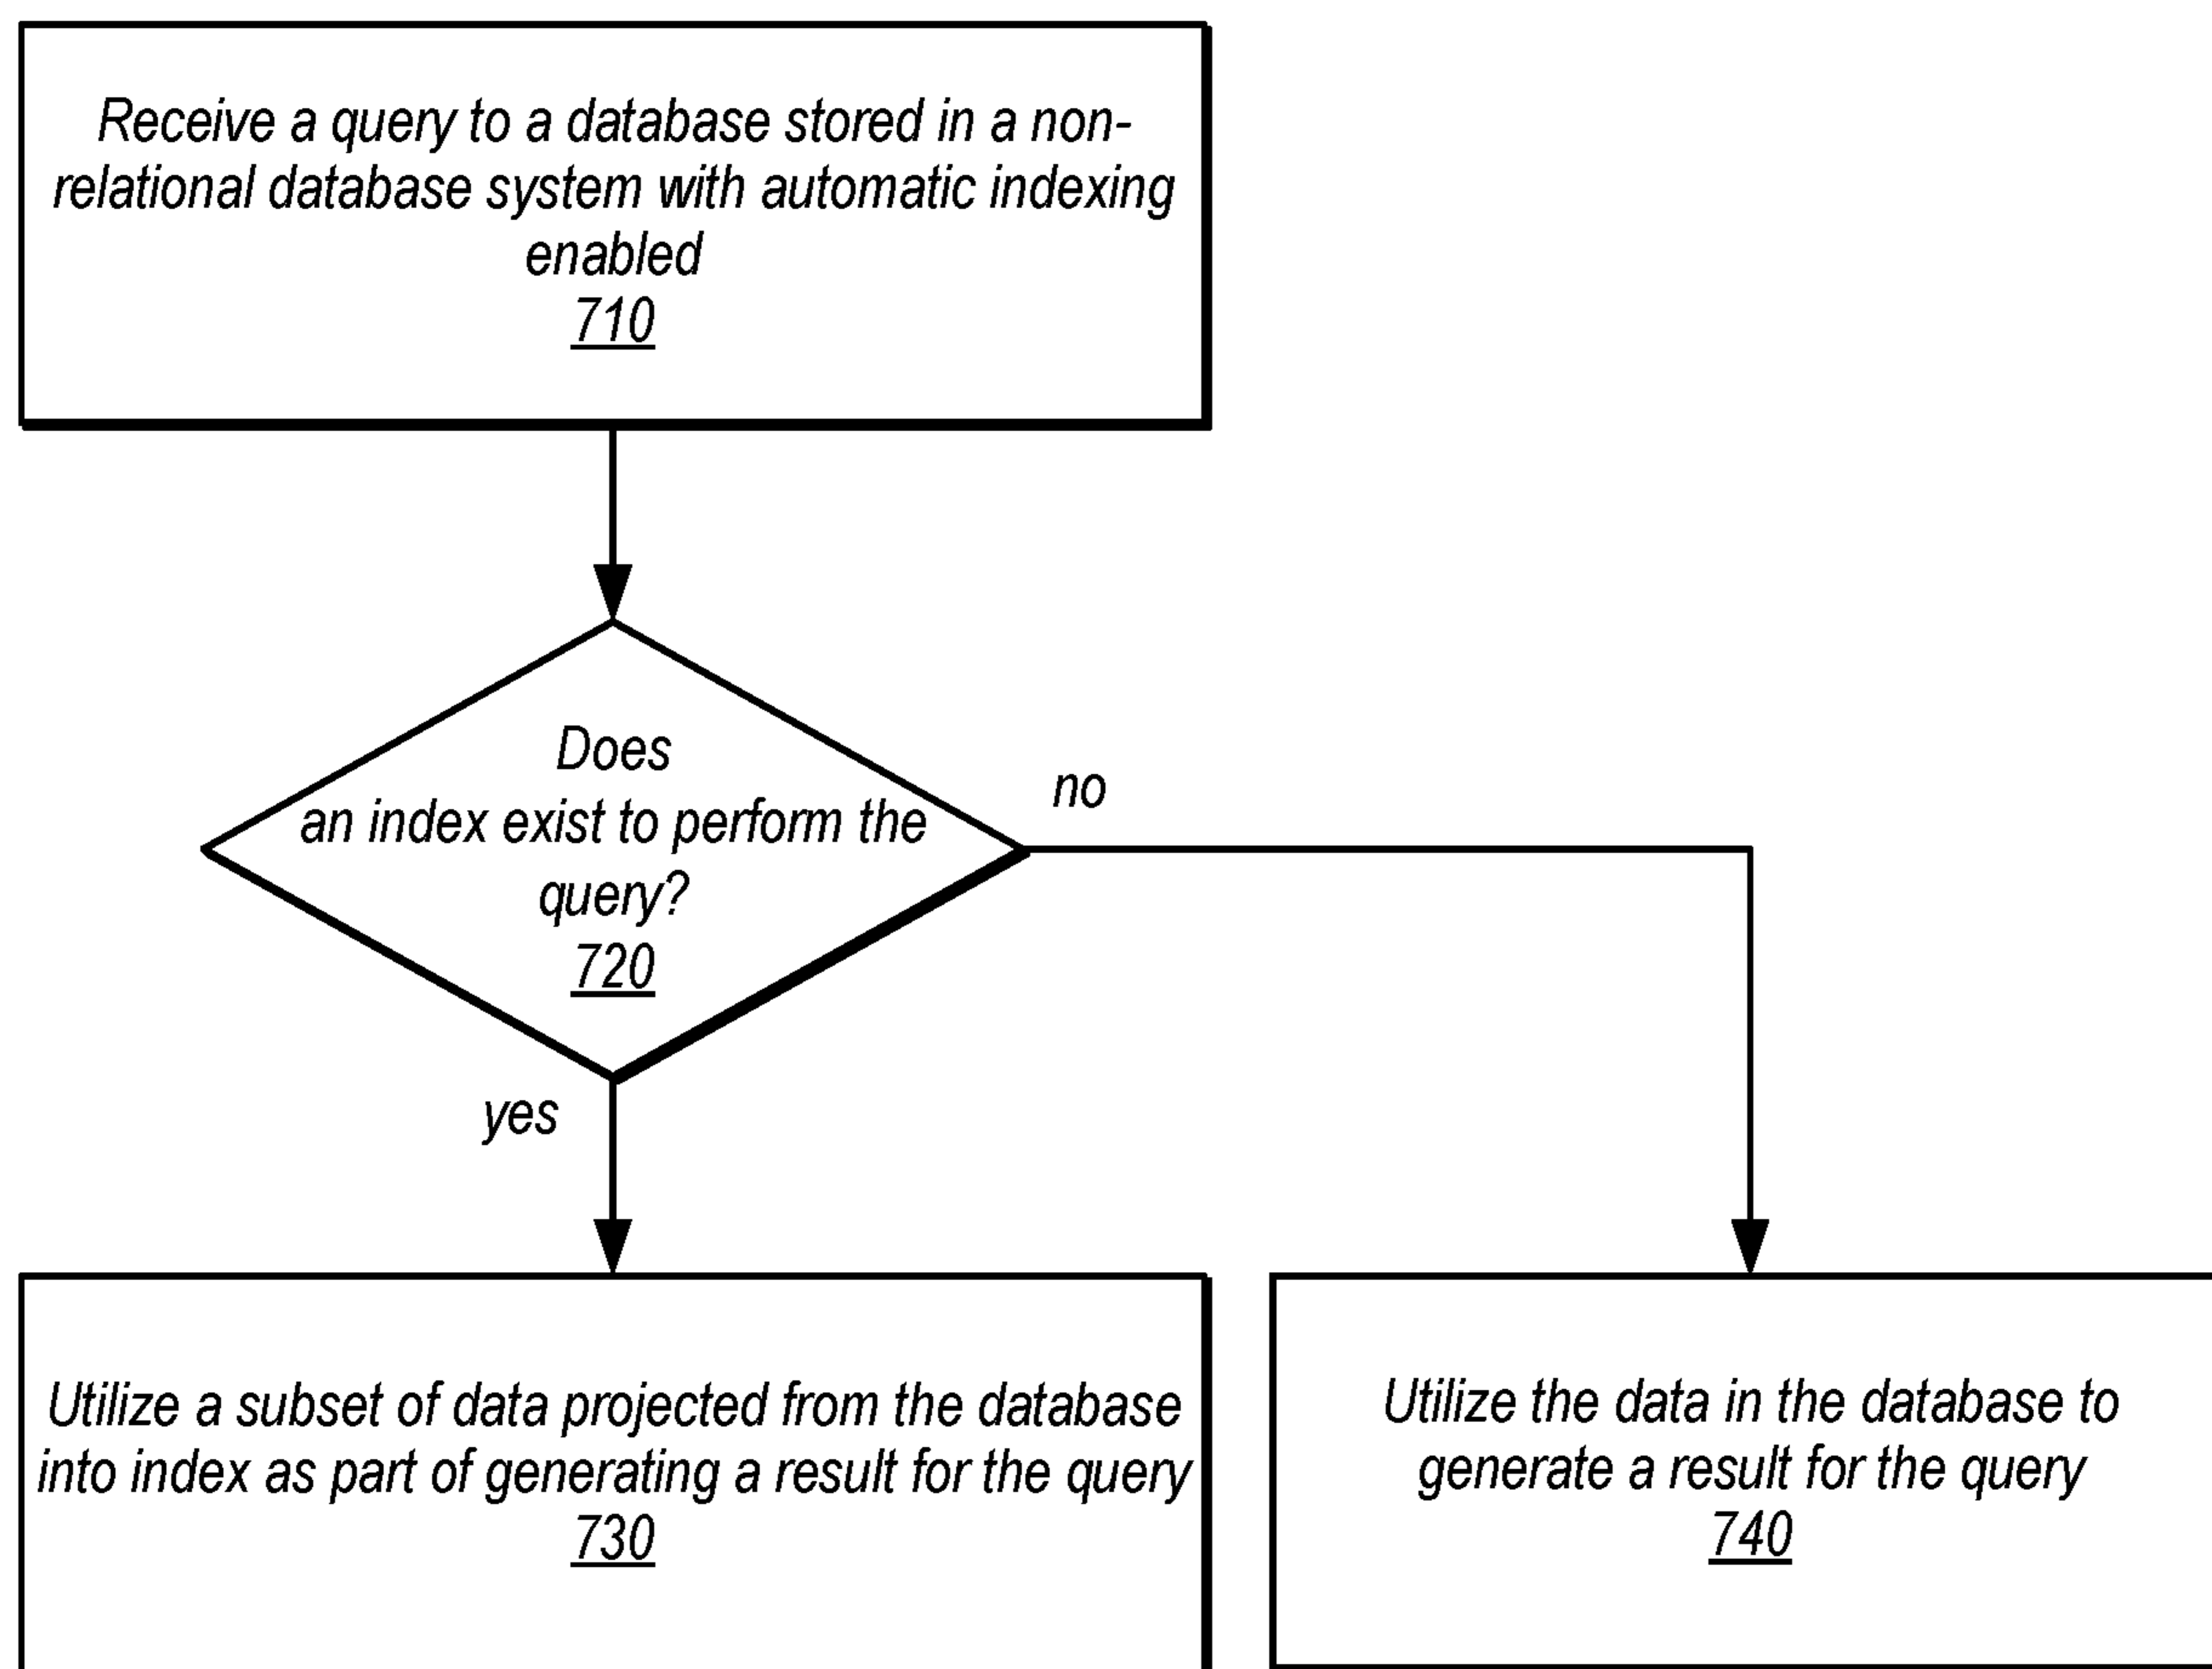 Receive a query to a database stored in a non-
relational database system with automatic indexing
enabled
710
Does
an index exist to perform the
query?
720
no
yes
Utilize a subset of data projected from the database
into index as part of generating a result for the query
730
Utilize the data in the database to
generate a result for the query
740